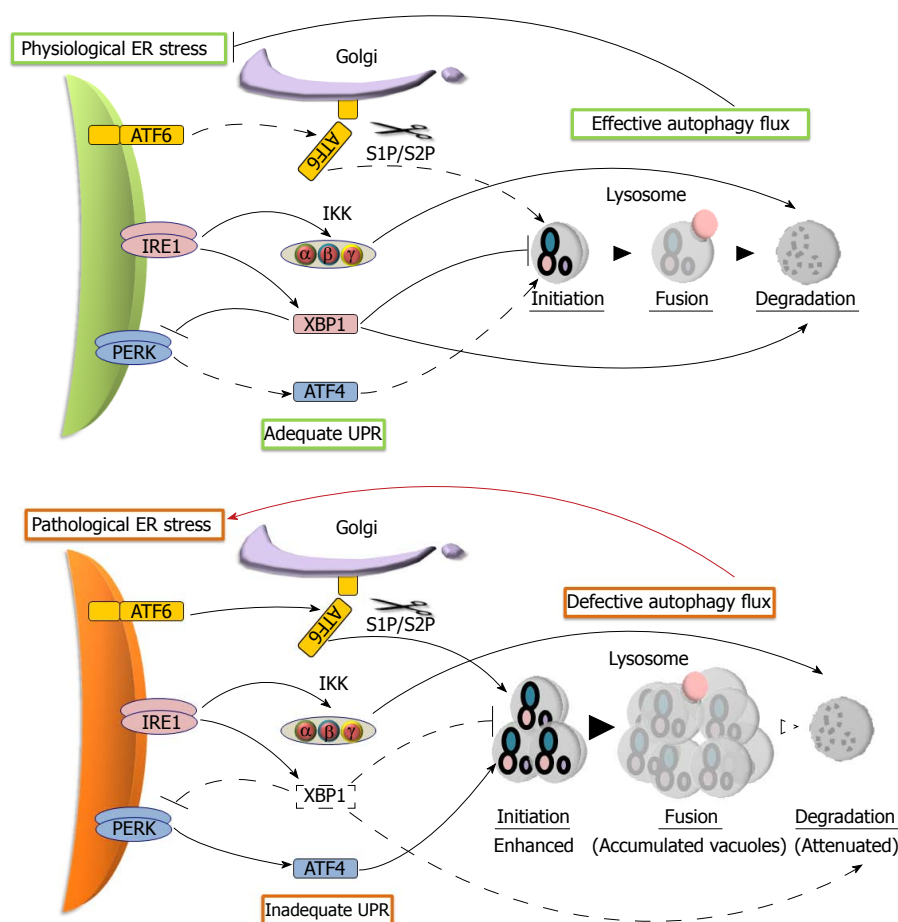 Physiological ER stress
Golgi
ATF6
ATF6
S1P/S2P
Effective autophagy flux
Lysosome
IKK
IRE1
α β γ
Initiation
Fusion
Degradation
XBP1
PERK
ATF4
Adequate UPR
Pathological ER stress
Golgi
ATF6
ATF6
S1P/S2P
Defective autophagy flux
Lysosome
IKK
IRE1
α β γ
XBP1
PERK
Initiation
Enhanced
Fusion
(Accumulated vacuoles)
Degradation
(Attenuated)
ATF4
Inadequate UPR